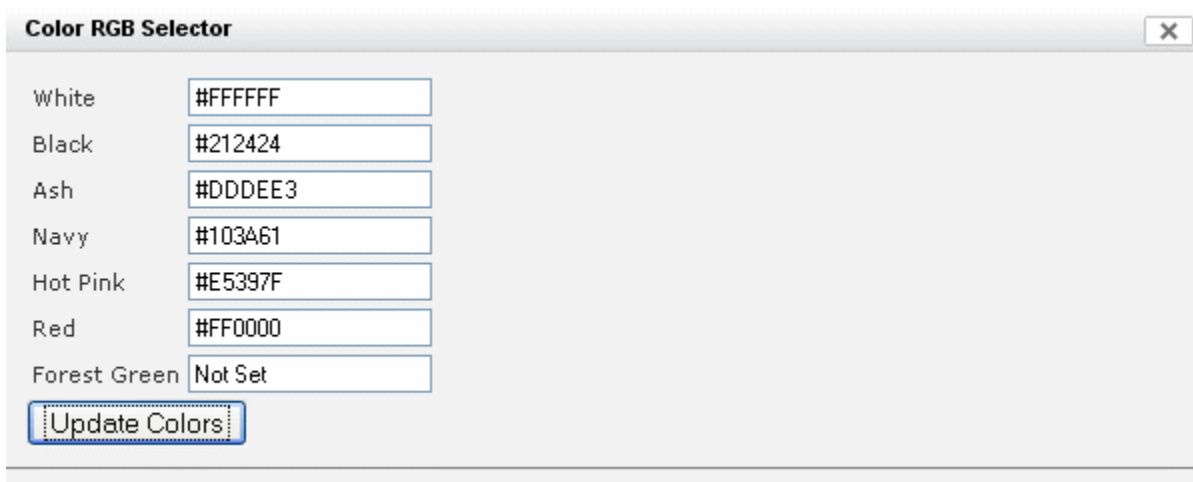 Color RGB Selector
White #FFFFFF
Black #212424
Ash #DDDEE3
Navy #103A61
Hot Pink #E5397F
Red #FF0000
Forest Green Not Set
Update Colors